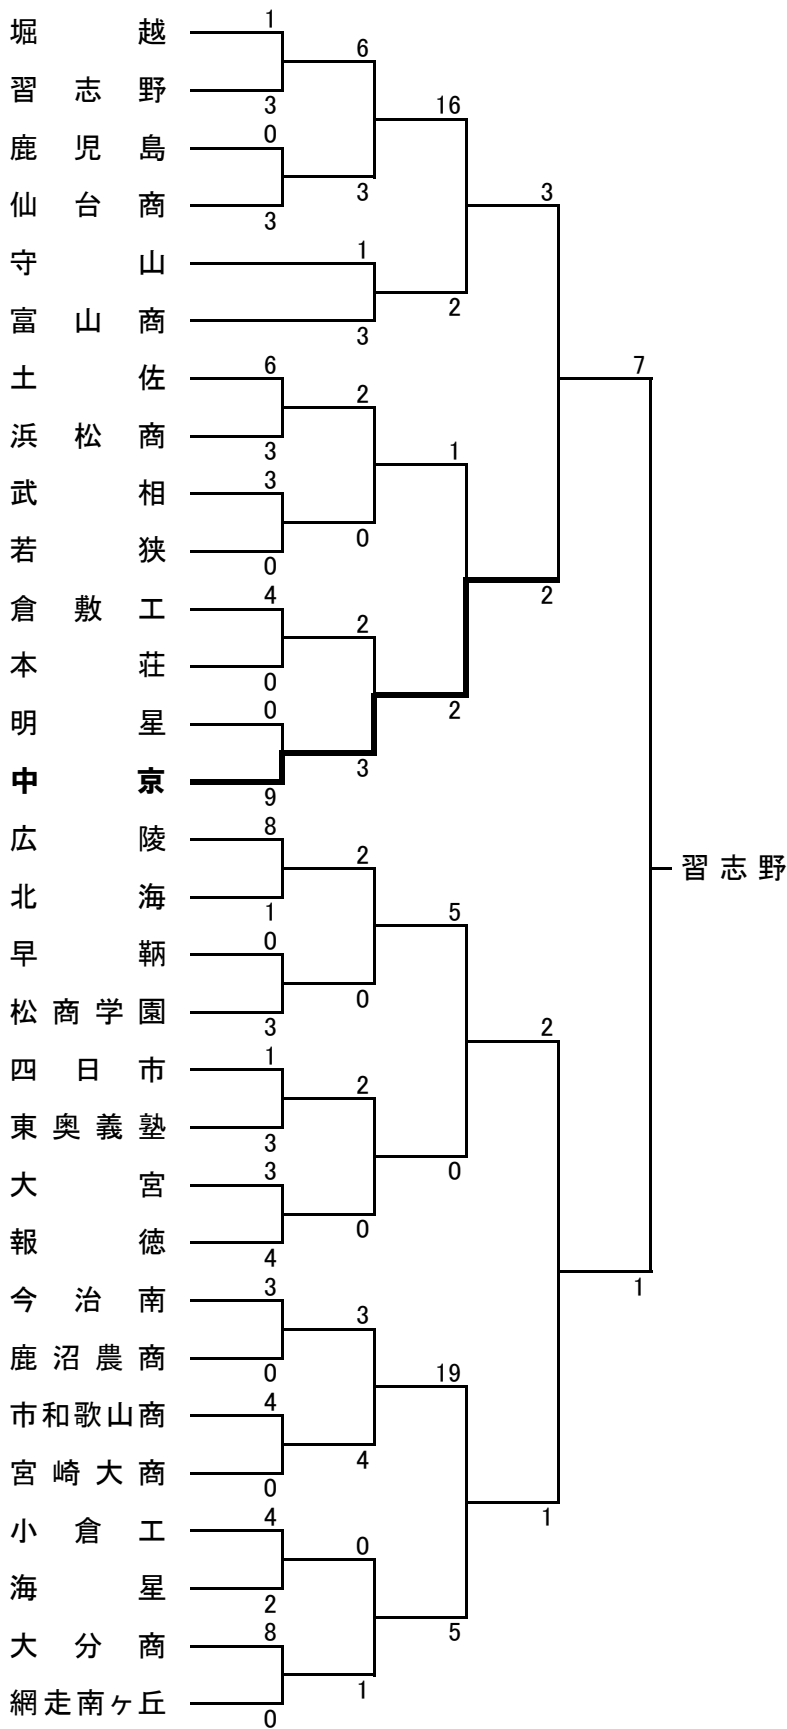 堀越
習志野
鹿児島
仙台商
守山
富山商
土佐
浜松商
武相
若狭
倉敷工
本荘
明星
中京
広陵
北海
早鞆
松商学園
四日市
東奥義塾
大宮
報徳
今治南
鹿沼農商
市和歌山商
宮崎大商
小倉工
海星
大分商
網走南ヶ丘
1
3
0
3
6
3
3
0
4
0
0
9
8
1
0
3
1
3
3
4
3
0
4
0
4
2
8
0
6
3
1
3
2
0
2
3
2
0
2
0
3
4
0
1
16
2
1
2
5
0
19
5
3
2
2
1
7
1
習志野